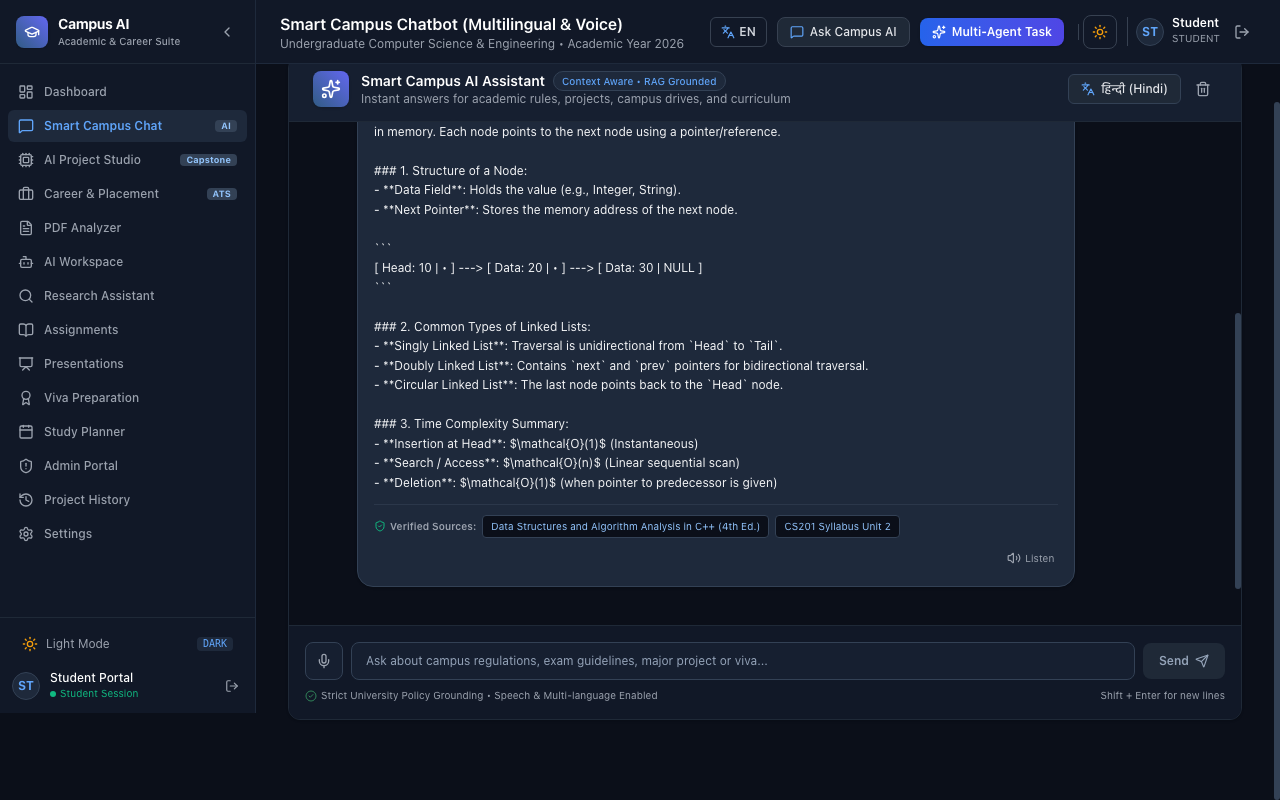 Campus AI
Academic & Career Suite
Smart Campus Chatbot (Multilingual & Voice)
Undergraduate Computer Science & Engineering • Academic Year 2026
EN
Ask Campus AI
Multi-Agent Task
ST
Student
STUDENT
Dashboard
Smart Campus Chat
AI
AI Project Studio
Capstone
Career & Placement
ATS
PDF Analyzer
AI Workspace
Research Assistant
Assignments
Presentations
Viva Preparation
Study Planner
Admin Portal
Project History
Settings
Light Mode
DARK
ST
Student Portal
Student Session
Smart Campus AI Assistant
Context Aware • RAG Grounded
Instant answers for academic rules, projects, campus drives, and curriculum
हिन्दी (Hindi)
in memory. Each node points to the next node using a pointer/reference.
### 1. Structure of a Node:
- **Data Field**: Holds the value (e.g., Integer, String).
- **Next Pointer**: Stores the memory address of the next node.
```
[ Head: 10 | • ] ---> [ Data: 20 | • ] ---> [ Data: 30 | NULL ]
```
### 2. Common Types of Linked Lists:
- **Singly Linked List**: Traversal is unidirectional from `Head` to `Tail`.
- **Doubly Linked List**: Contains `next` and `prev` pointers for bidirectional traversal.
- **Circular Linked List**: The last node points back to the `Head` node.
### 3. Time Complexity Summary:
- **Insertion at Head**: $\mathcal{O}(1)$ (Instantaneous)
- **Search / Access**: $\mathcal{O}(n)$ (Linear sequential scan)
- **Deletion**: $\mathcal{O}(1)$ (when pointer to predecessor is given)
Verified Sources:
Data Structures and Algorithm Analysis in C++ (4th Ed.)
CS201 Syllabus Unit 2
Listen
Ask about campus regulations, exam guidelines, major project or viva...
Send
Strict University Policy Grounding • Speech & Multi-language Enabled
Shift + Enter for new lines